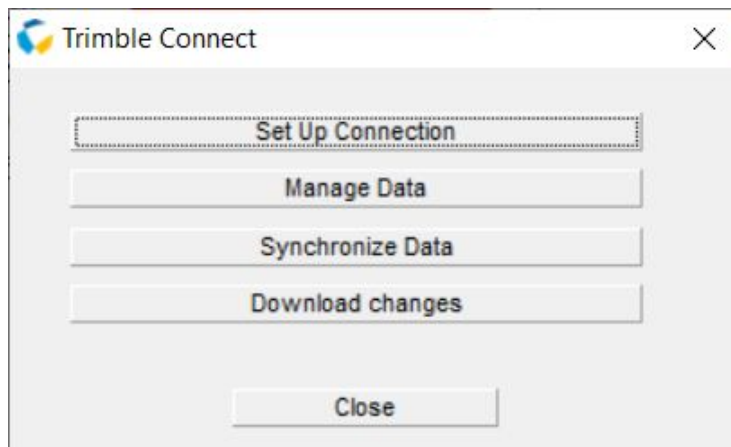 Trimble Connect
Set Up Connection
Manage Data
Synchronize Data
Download changes
Close